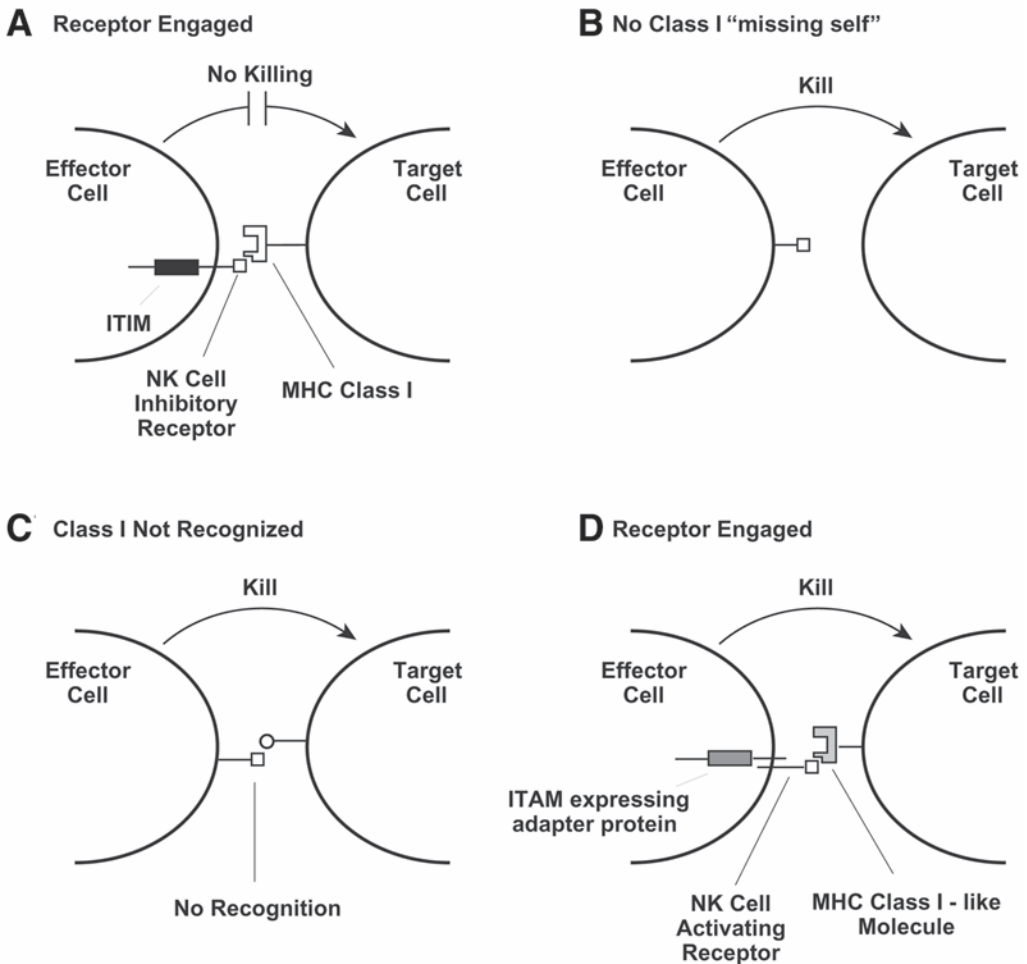 A Receptor Engaged
No Killing
Effector
Cell
Target
Cell
ITIM
NK Cell
Inhibitory
Receptor
MHC Class I
B No Class I “missing self”
Kill
Effector
Cell
Target
Cell
C Class I Not Recognized
Kill
Effector
Cell
Target
Cell
No Recognition
D Receptor Engaged
Kill
Effector
Cell
Target
Cell
ITAM expressing
adapter protein
NK Cell
Activating
Receptor
MHC Class I - like
Molecule